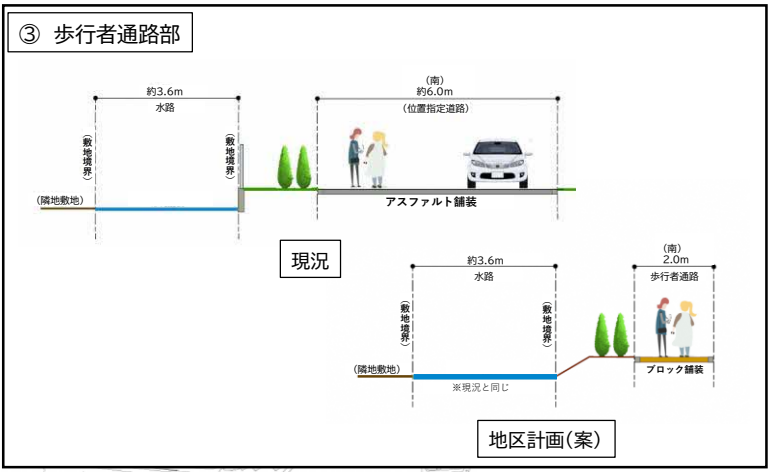 ③ 歩行者通路部
約3.6m
水路
(南)
約6.0m
(位置指定道路)
(敷地境界)
(敷地境界)
(隣地敷地)
アスファルト舗装
現況
約3.6m
水路
(南)
2.0m
歩行者通路
(敷地境界)
(敷地境界)
(隣地敷地)
※現況と同じ
ブロック舗装
地区計画(案)